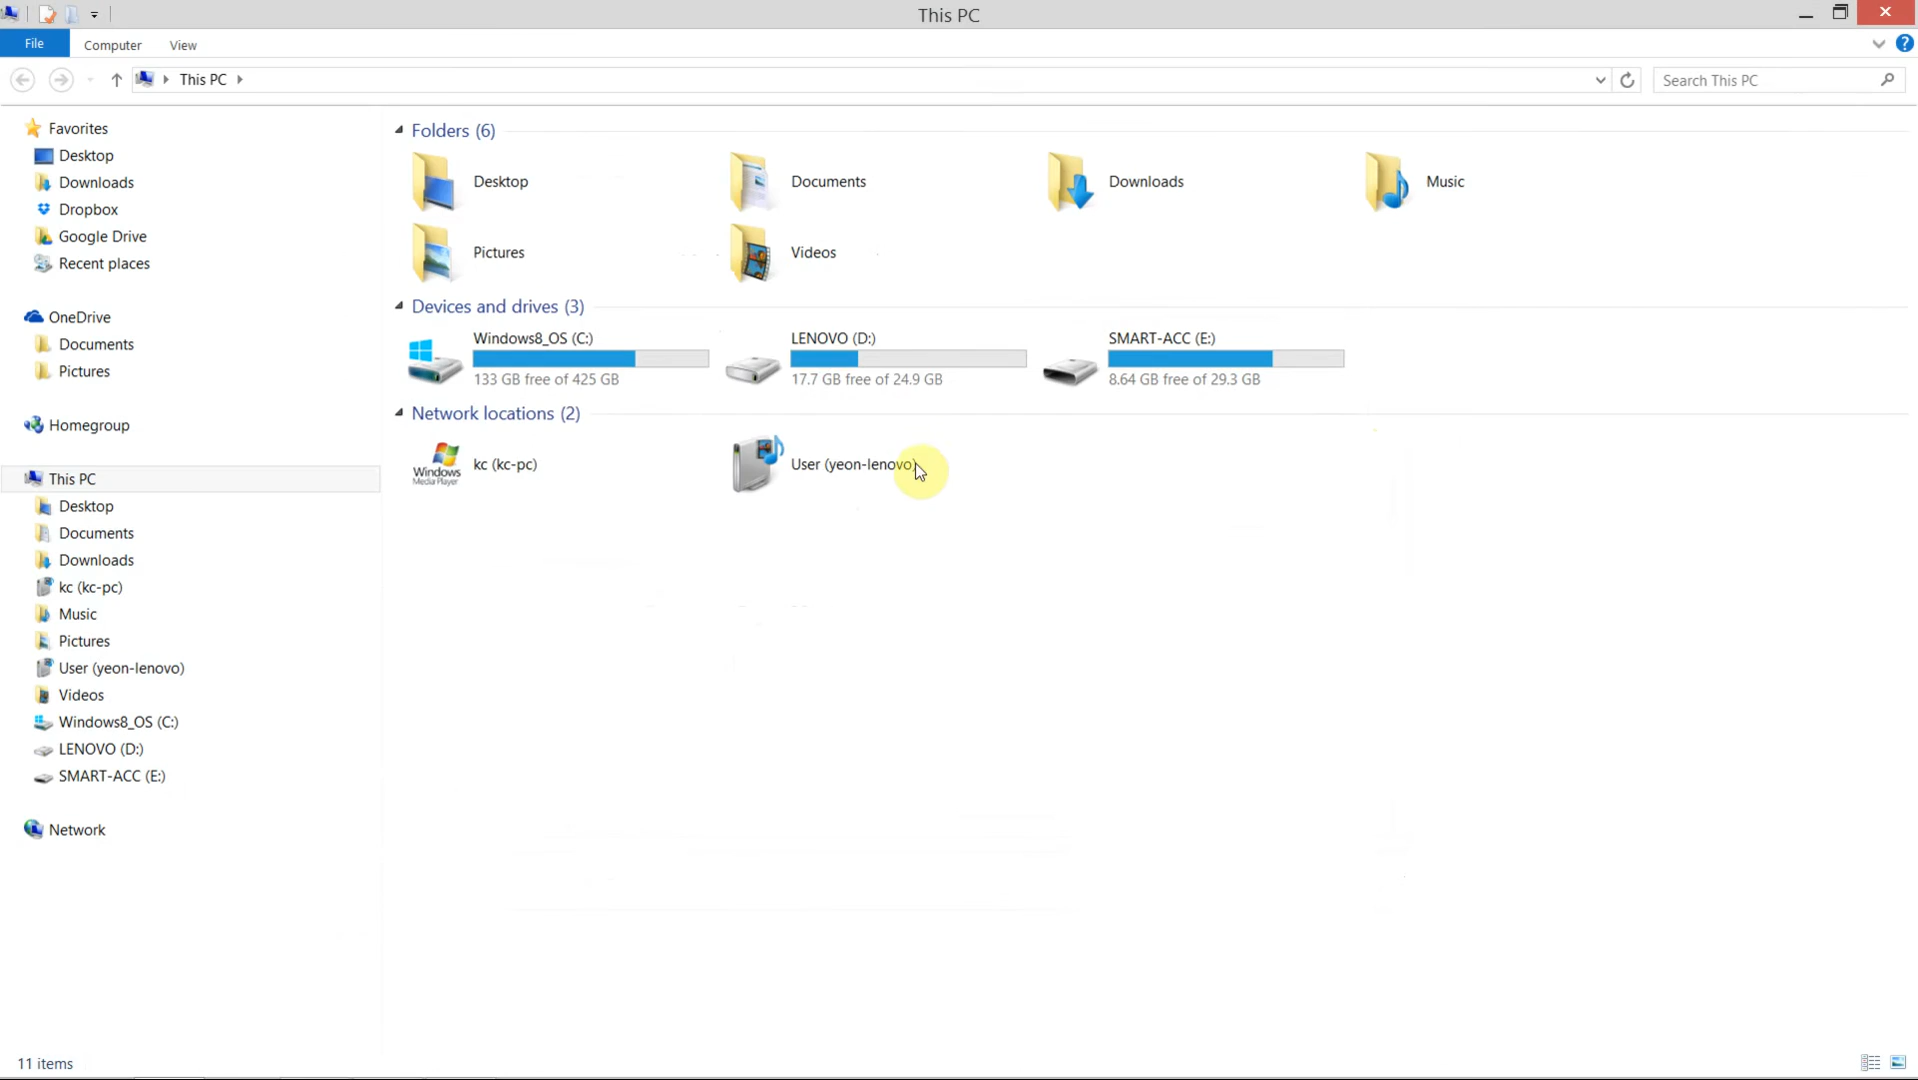 This PC
File
Computer
View
This PC
Search This PC
Favorites
Desktop
Downloads
Dropbox
Google Drive
Recent places
OneDrive
Documents
Pictures
Homegroup
This PC
Desktop
Documents
Downloads
kc (kc-pc)
Music
Pictures
User (yeon-lenovo)
Videos
Windows8_OS (C:)
LENOVO (D:)
SMART-ACC (E:)
Network
Folders (6)
Desktop
Documents
Downloads
Music
Pictures
Videos
Devices and drives (3)
Windows8_OS (C:)
133 GB free of 425 GB
LENOVO (D:)
17.7 GB free of 24.9 GB
SMART-ACC (E:)
8.64 GB free of 29.3 GB
Network locations (2)
Windows
Media Player
kc (kc-pc)
User (yeon-lenovo)
11 items